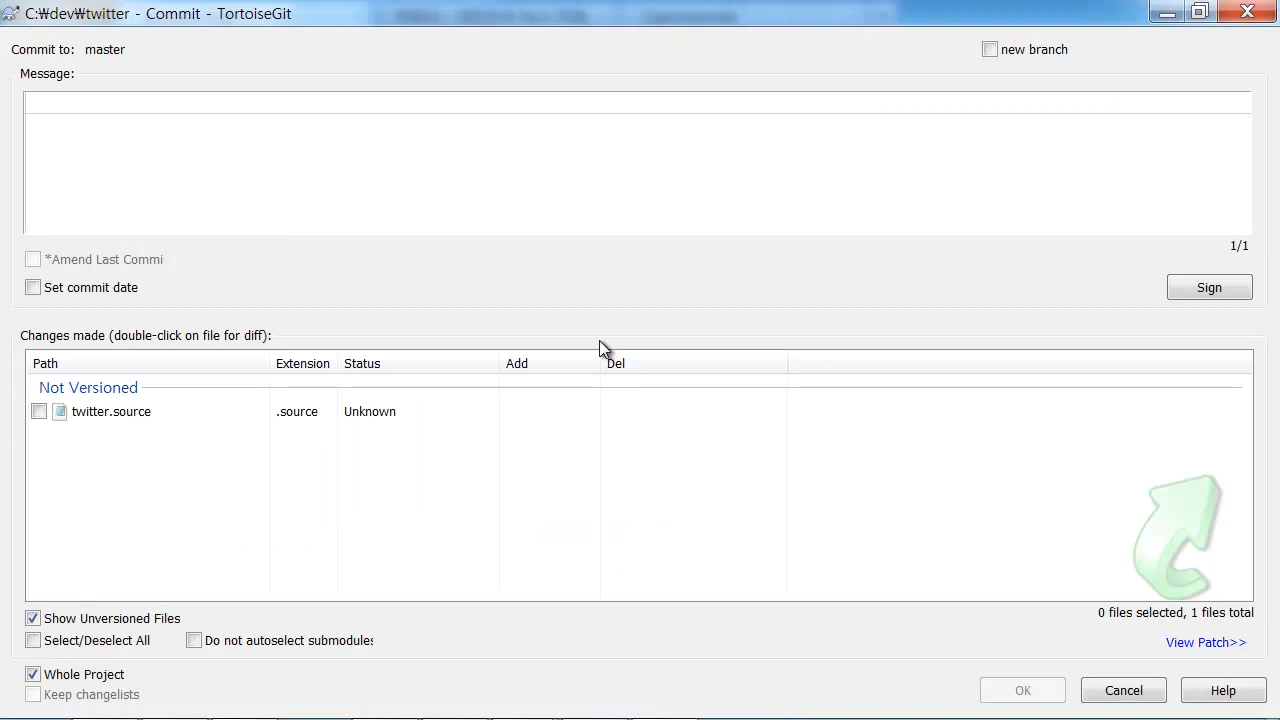 C:₩dev₩twitter - Commit - TortoiseGit
Commit to: master
new branch
Message:
1/1
*Amend Last Commi
Set commit date
Sign
Changes made (double-click on file for diff):
Path Extension Status Add Del
Not Versioned
twitter.source .source Unknown
Show Unversioned Files
0 files selected, 1 files total
Select/Deselect All Do not autoselect submodules
View Patch>>
Whole Project
Keep changelists
OK Cancel Help